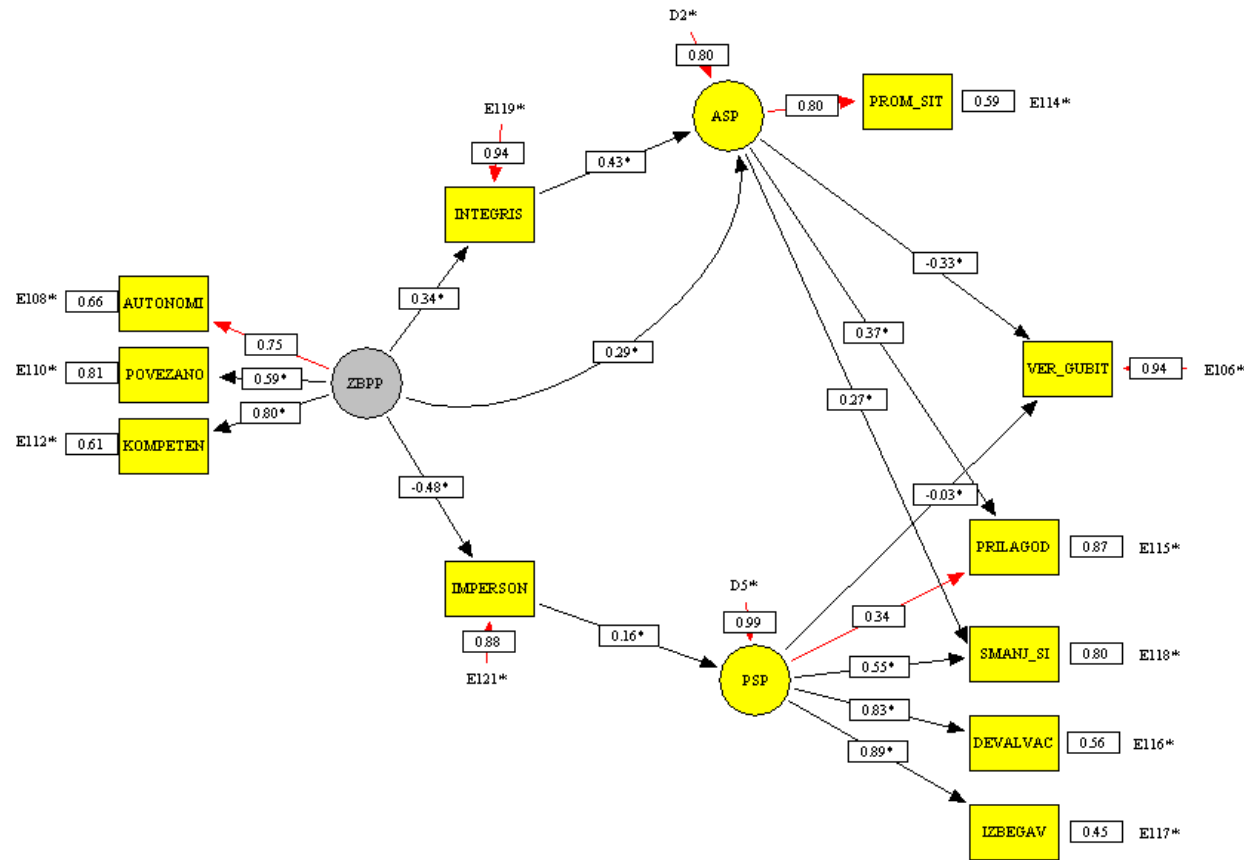 D2*
0.80
ASP
0.80
PROM_SIT
0.59
E114*
E119*
0.94
0.43*
INTEGRIS
-0.33*
0.34*
E108*
0.66
AUTONOMI
0.75
0.37*
0.29*
E110*
0.81
POVEZANO
0.59*
ZBPP
VER_GUBIT
0.94
E106*
0.27*
0.80*
E112*
0.61
KOMPETEN
-0.48*
-0.03*
PRILAGOD
0.87
E115*
IMPERSON
D5*
0.99
0.34
0.88
0.16*
E121*
PSP
0.55*
SMANJ_SI
0.80
E118*
0.83*
DEVALVAC
0.56
E116*
0.89*
IZBEGAV
0.45
E117*